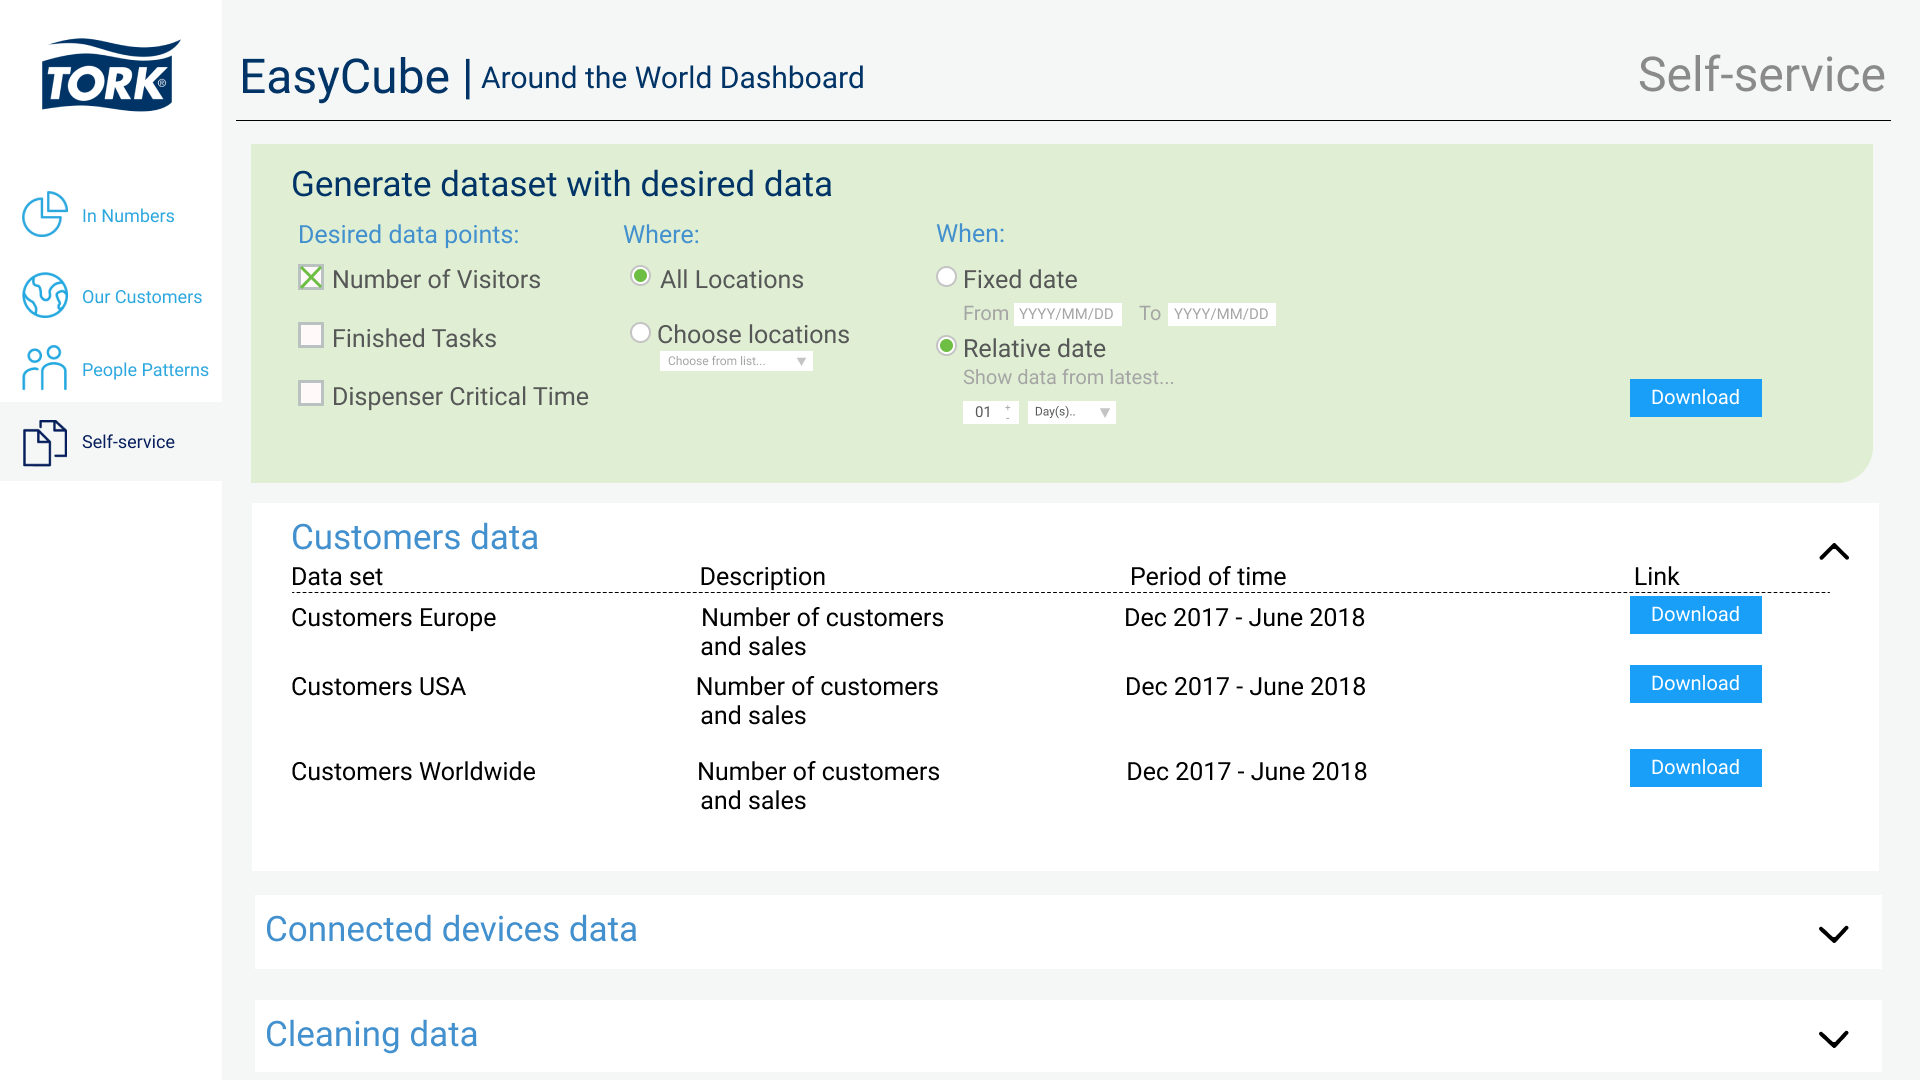 TORK®
EasyCube | Around the World Dashboard
Self-service
In Numbers
Our Customers
People Patterns
Self-service
Generate dataset with desired data
Desired data points:
Number of Visitors
Finished Tasks
Dispenser Critical Time
Where:
All Locations
Choose locations
Choose from list...
When:
Fixed date
From YYYY/MM/DD To YYYY/MM/DD
Relative date
Show data from latest...
01 + - Day(s)..
Download
Customers data
Data set Description Period of time Link
Customers Europe Number of customers Dec 2017 - June 2018 Download
and sales
Customers USA Number of customers Dec 2017 - June 2018 Download
and sales
Customers Worldwide Number of customers Dec 2017 - June 2018 Download
and sales
Connected devices data
Cleaning data